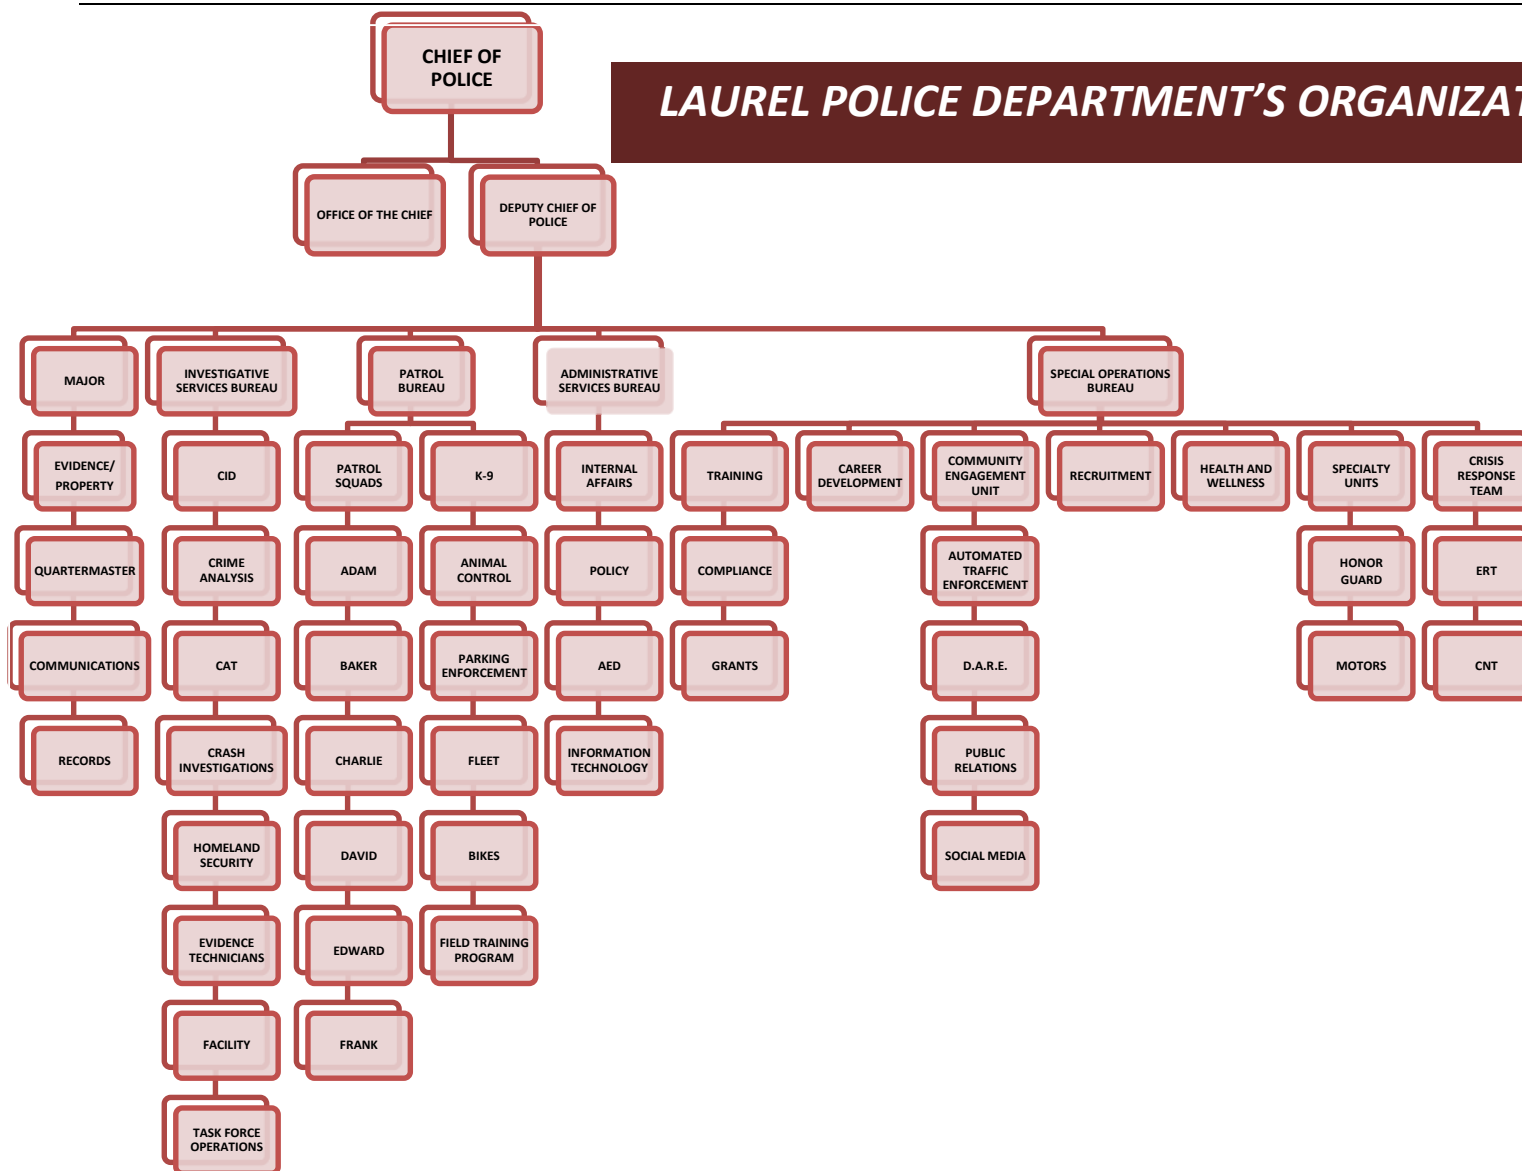 CHIEF OF
POLICE
LAUREL POLICE DEPARTMENT’S ORGANIZAT
OFFICE OF THE CHIEF
DEPUTY CHIEF OF
POLICE
MAJOR
INVESTIGATIVE
SERVICES BUREAU
PATROL
BUREAU
ADMINISTRATIVE
SERVICES BUREAU
SPECIAL OPERATIONS
BUREAU
EVIDENCE/
PROPERTY
CID
PATROL
SQUADS
K-9
INTERNAL
AFFAIRS
TRAINING
CAREER
DEVELOPMENT
COMMUNITY
ENGAGEMENT
UNIT
RECRUITMENT
HEALTH AND
WELLNESS
SPECIALTY
UNITS
CRISIS
RESPONSE
TEAM
QUARTERMASTER
CRIME
ANALYSIS
ADAM
ANIMAL
CONTROL
POLICY
COMPLIANCE
AUTOMATED
TRAFFIC
ENFORCEMENT
HONOR
GUARD
ERT
COMMUNICATIONS
CAT
BAKER
PARKING
ENFORCEMENT
AED
GRANTS
D.A.R.E.
MOTORS
CNT
RECORDS
CRASH
INVESTIGATIONS
CHARLIE
FLEET
INFORMATION
TECHNOLOGY
PUBLIC
RELATIONS
HOMELAND
SECURITY
DAVID
BIKES
SOCIAL MEDIA
EVIDENCE
TECHNICIANS
EDWARD
FIELD TRAINING
PROGRAM
FACILITY
FRANK
TASK FORCE
OPERATIONS